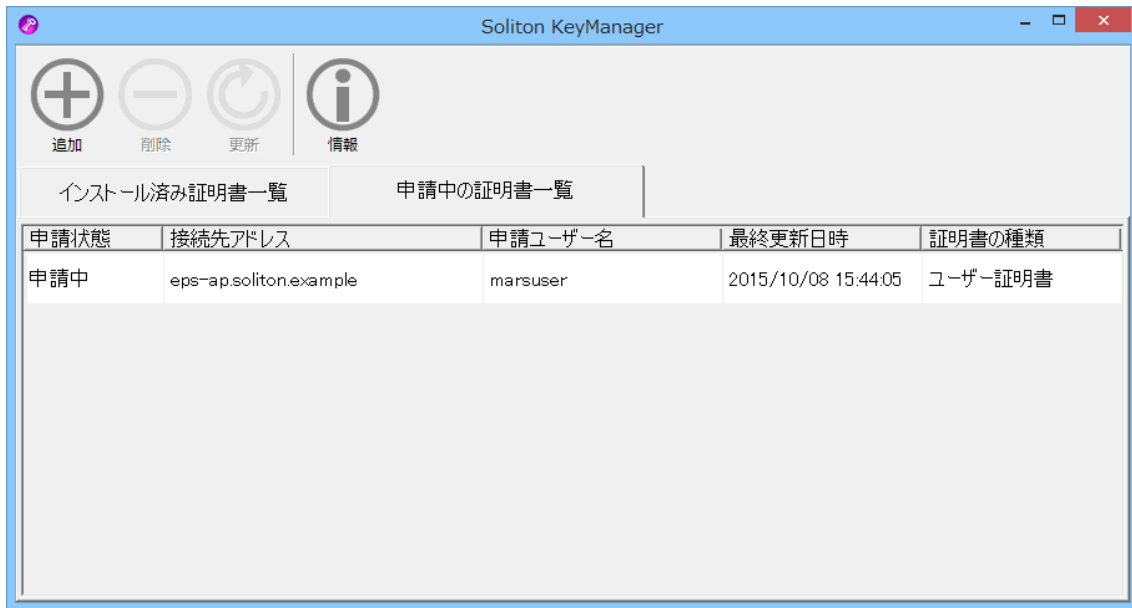 Soliton KeyManager
追加 削除 更新 情報
インストール済み証明書一覧 申請中の証明書一覧
申請状態 接続先アドレス 申請ユーザー名 最終更新日時 証明書の種類
申請中 eps-ap.soliton.example marsuser 2015/10/08 15:44:05 ユーザー証明書